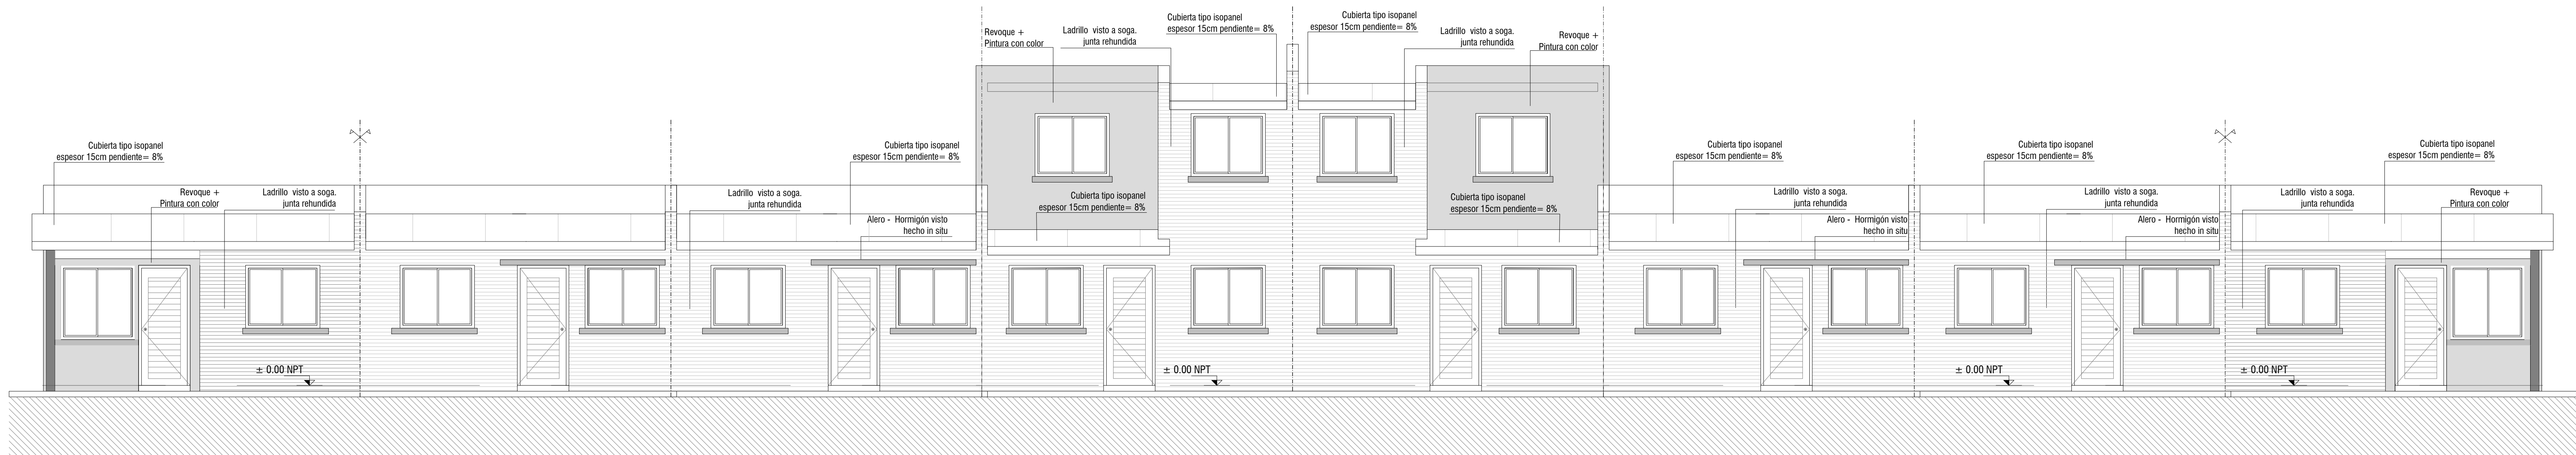 Cubierta tipo isopanel
espesor 15cm pendiente= 8%
Revoque +
Pintura con color
Ladrillo visto a soga.
junta rehundida
± 0.00 NPT
Ladrillo visto a soga.
junta rehundida
Cubierta tipo isopanel
espesor 15cm pendiente= 8%
Alero - Hormigón visto
hecho in situ
Revoque +
Pintura con color
Ladrillo visto a soga.
junta rehundida
Cubierta tipo isopanel
espesor 15cm pendiente= 8%
Cubierta tipo isopanel
espesor 15cm pendiente= 8%
± 0.00 NPT
Cubierta tipo isopanel
espesor 15cm pendiente= 8%
Ladrillo visto a soga.
junta rehundida
Revoque +
Pintura con color
Cubierta tipo isopanel
espesor 15cm pendiente= 8%
Cubierta tipo isopanel
espesor 15cm pendiente= 8%
Ladrillo visto a soga.
junta rehundida
Alero - Hormigón visto
hecho in situ
Cubierta tipo isopanel
espesor 15cm pendiente= 8%
Ladrillo visto a soga.
junta rehundida
Alero - Hormigón visto
hecho in situ
± 0.00 NPT
Cubierta tipo isopanel
espesor 15cm pendiente= 8%
Ladrillo visto a soga.
junta rehundida
Revoque +
Pintura con color
± 0.00 NPT